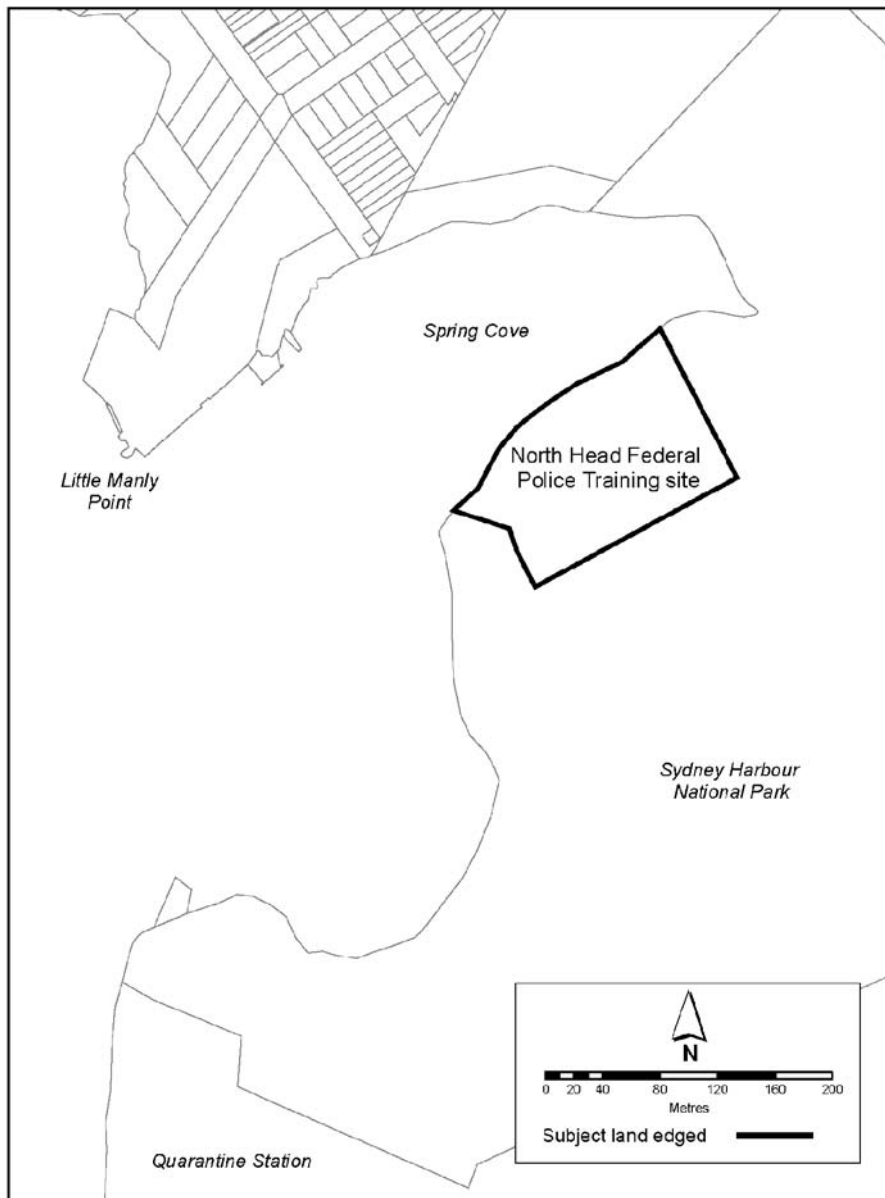 Spring Cove
North Head Federal
Police Training site
Little Manly
Point
Sydney Harbour
National Park
N
0 20 40 80 120 160 200
Metres
Subject land edged
Quarantine Station